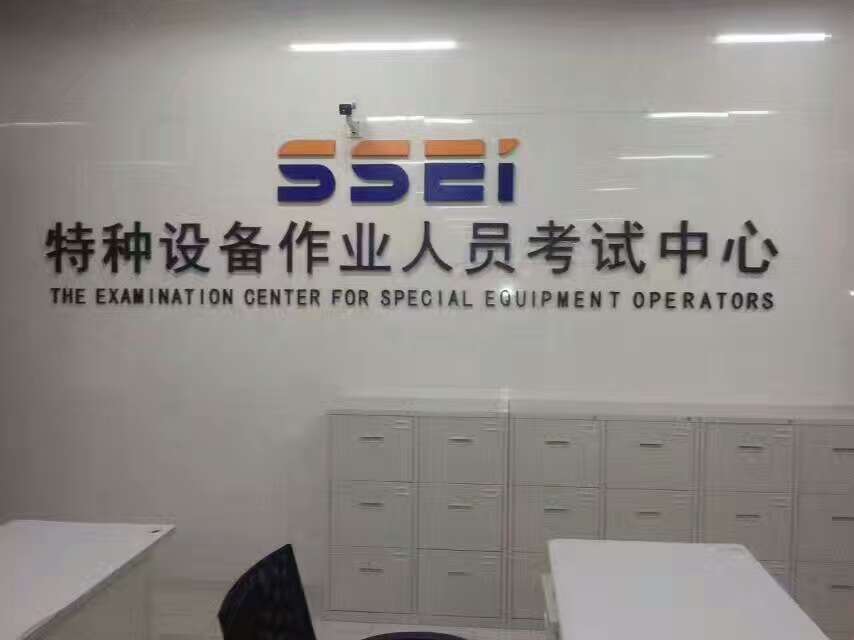 SSEI
特种设备作业人员考试中心
THE EXAMINATION CENTER FOR SPECIAL EQUIPMENT OPERATORS